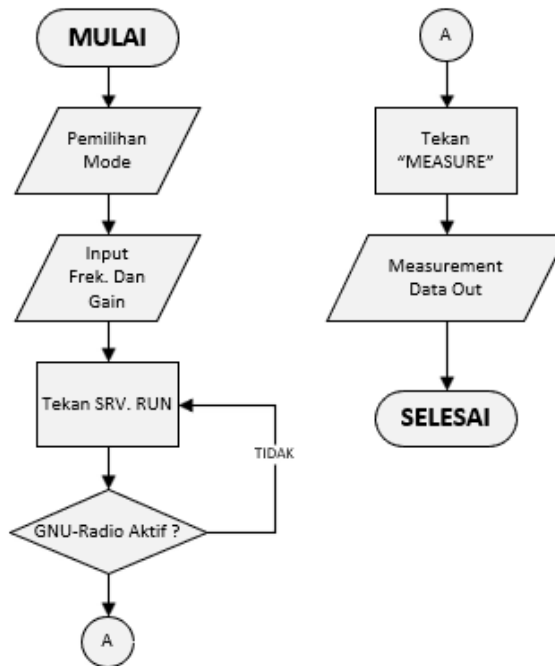 MULAI
Pemilihan
Mode
Input
Frek. Dan
Gain
Tekan SRV. RUN
TIDAK
GNU-Radio Aktif ?
A
A
Tekan
“MEASURE”
Measurement
Data Out
SELESAI